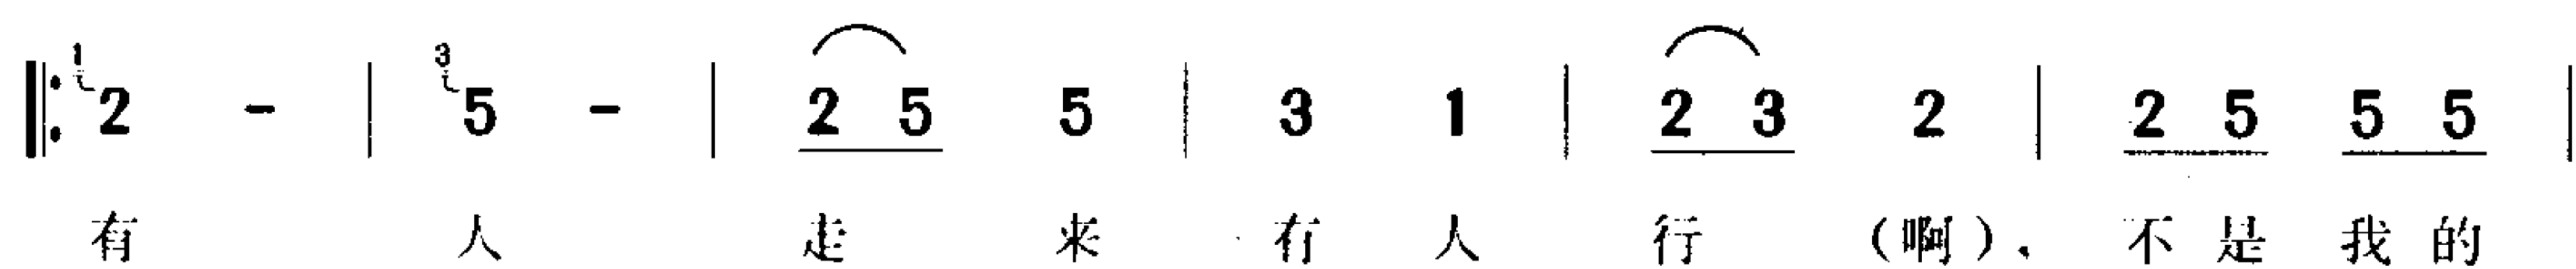 ‖: 1 2 - | 3 5 - | 2 5 5 | 3 1 | 2 3 2 | 2 5 5 5 |
有 人 走 来 有 人 行 （啊）、 不 是 我 的